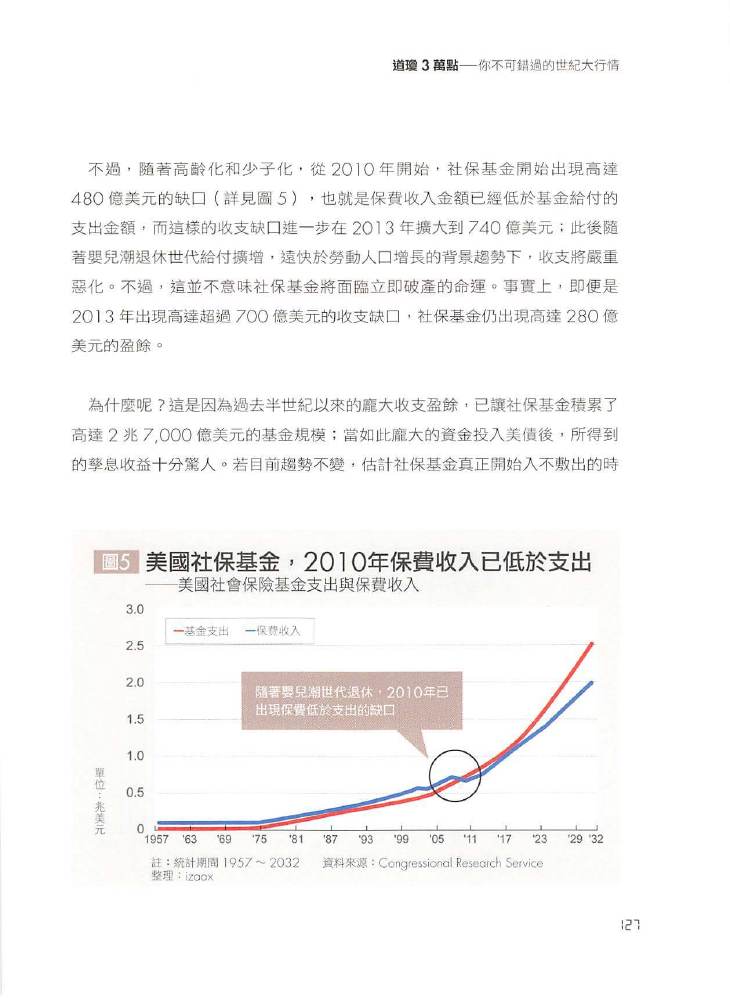 道瓊3萬點──你不可錯過的世紀大行情
不過，隨著高齡化和少子化，從2010年開始，社保基金開始出現高達
480億美元的缺口（詳見圖5），也就是保費收入金額已經低於基金給付的
支出金額，而這樣的收支缺口進一步在2013年擴大到740億美元；此後隨
著嬰兒潮退休世代給付擴增，遠快於勞動人口增長的背景趨勢下，收支將嚴重
惡化。不過，這並不意味社保基金將面臨立即破產的命運。事實上，即便是
2013年出現高達超過700億美元的收支缺口，社保基金仍出現高達280億
美元的盈餘。
為什麼呢？這是因為過去半世紀以來的龐大收支盈餘，已讓社保基金積累了
高達2兆7,000億美元的基金規模；當如此龐大的資金投入美債後，所得到
的孳息收益十分驚人。若目前趨勢不變，估計社保基金真正開始入不敷出的時
圖5 美國社保基金，2010年保費收入已低於支出
──美國社會保險基金支出與保費收入
3.0
基金支出 保費收入
2.5
2.0
隨著嬰兒潮世代退休，2010年已
出現保費低於支出的缺口
1.5
1.0
0.5
0
單位：兆美元
1957 '63 '69 '75 '81 '87 '93 '99 '05 '11 '17 '23 '29 '32
註：統計期間1957～2032 資料來源：Congressional Research Service
整理：izaax
127